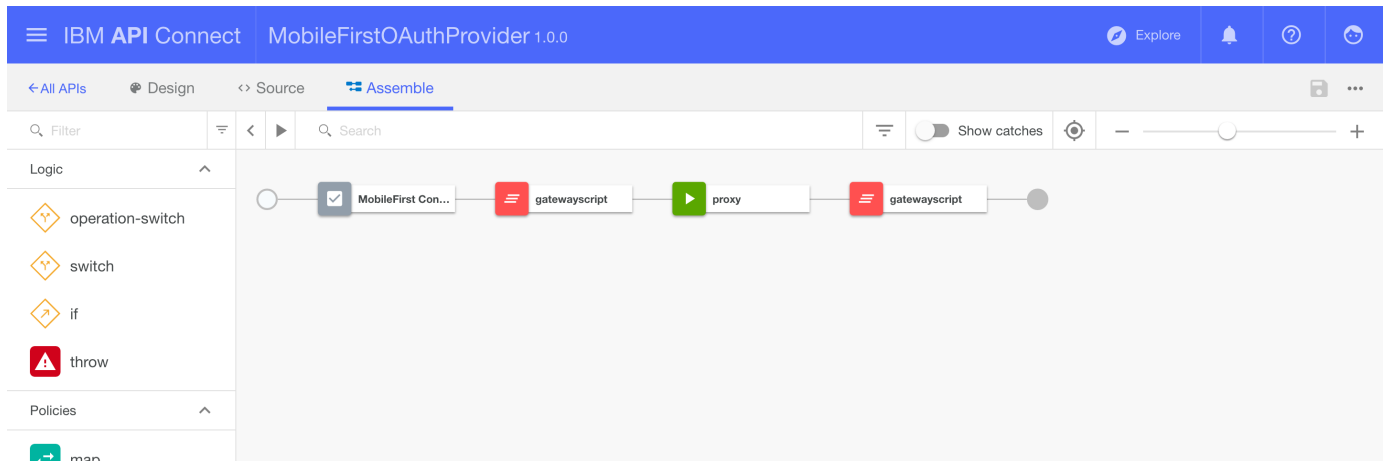 IBM API Connect MobileFirstOAuthProvider 1.0.0 Explore
All APIs Design Source Assemble
Filter Search Show catches
Logic
MobileFirst Con... gatewayscript proxy gatewayscript
operation-switch
switch
if
throw
Policies
map